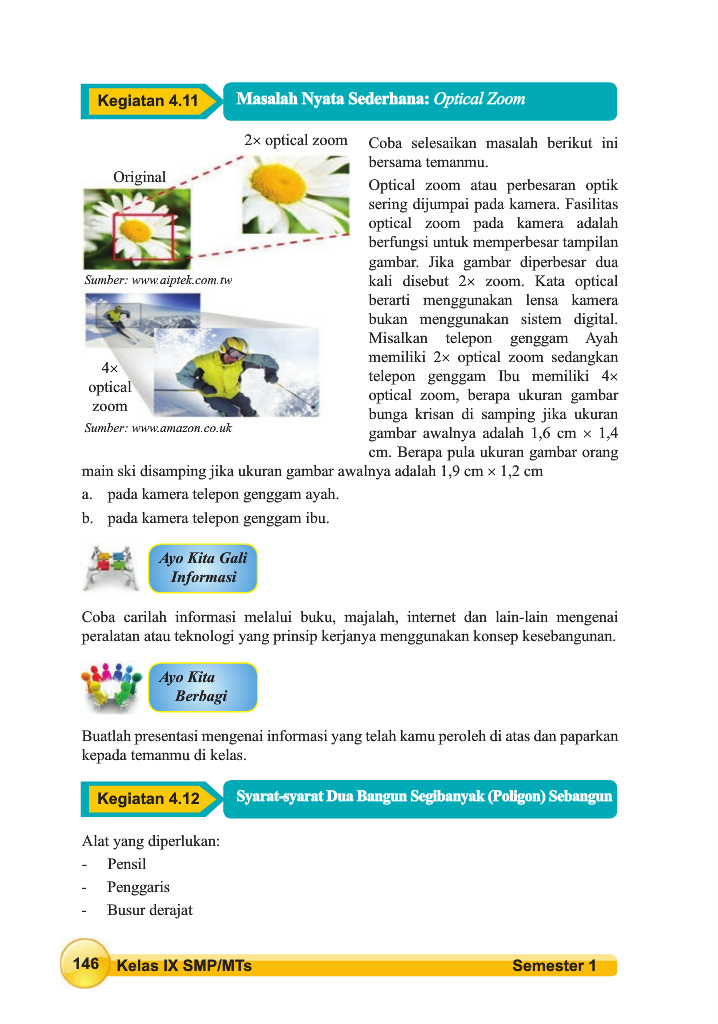 Kegiatan 4.11
Masalah Nyata Sederhana: Optical Zoom
2× optical zoom
Original
Sumber: www.aiptek.com.tw
4×
optical
zoom
Sumber: www.amazon.co.uk
Coba selesaikan masalah berikut ini
bersama temanmu.
Optical zoom atau perbesaran optik
sering dijumpai pada kamera. Fasilitas
optical zoom pada kamera adalah
berfungsi untuk memperbesar tampilan
gambar. Jika gambar diperbesar dua
kali disebut 2× zoom. Kata optical
berarti menggunakan lensa kamera
bukan menggunakan sistem digital.
Misalkan telepon genggam Ayah
memiliki 2× optical zoom sedangkan
telepon genggam Ibu memiliki 4×
optical zoom, berapa ukuran gambar
bunga krisan di samping jika ukuran
gambar awalnya adalah 1,6 cm × 1,4
cm. Berapa pula ukuran gambar orang
main ski disamping jika ukuran gambar awalnya adalah 1,9 cm × 1,2 cm
a. pada kamera telepon genggam ayah.
b. pada kamera telepon genggam ibu.
Ayo Kita Gali
Informasi
Coba carilah informasi melalui buku, majalah, internet dan lain-lain mengenai
peralatan atau teknologi yang prinsip kerjanya menggunakan konsep kesebangunan.
Ayo Kita
Berbagi
Buatlah presentasi mengenai informasi yang telah kamu peroleh di atas dan paparkan
kepada temanmu di kelas.
Kegiatan 4.12
Syarat-syarat Dua Bangun Segibanyak (Poligon) Sebangun
Alat yang diperlukan:
- Pensil
- Penggaris
- Busur derajat
146 Kelas IX SMP/MTs
Semester 1